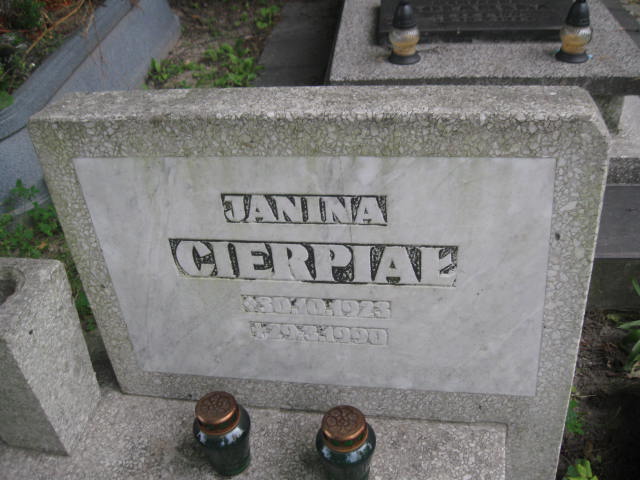 JANINA
CIERPIAŁ
*30.10.1923
†29.3.1990